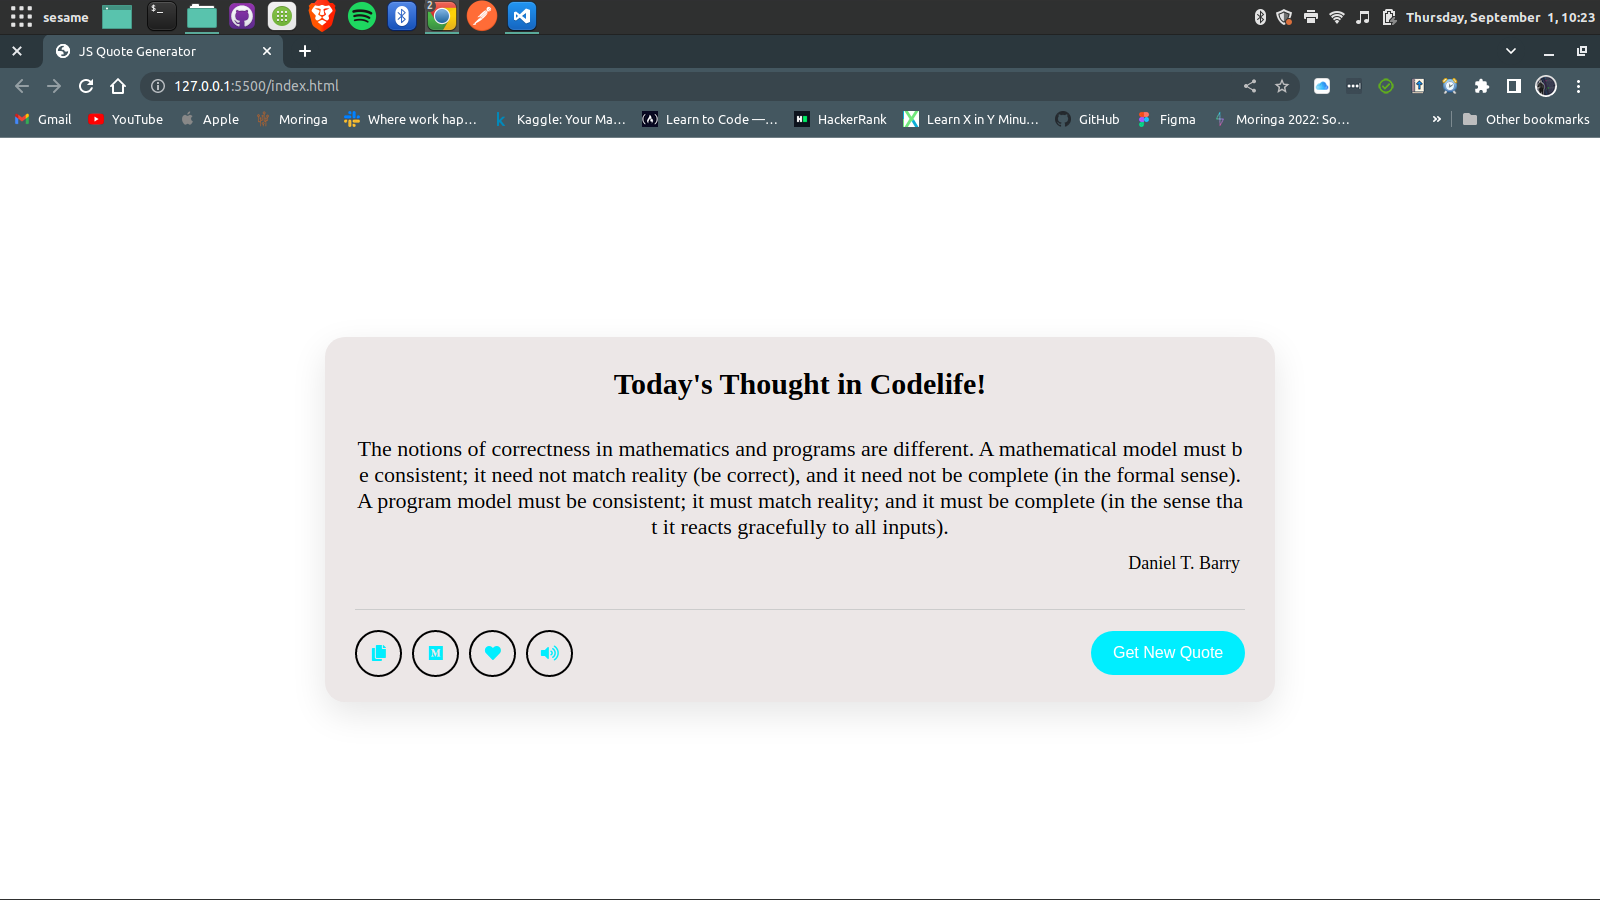 sesame
$_
2
Thursday, September 1, 10:23
JS Quote Generator
127.0.0.1:5500/index.html
Gmail
YouTube
Apple
Moringa
Where work hap…
k
Kaggle: Your Ma…
(A)
Learn to Code —…
H
HackerRank
X
Learn X in Y Minu…
GitHub
Figma
Moringa 2022: So…
»
Other bookmarks
Today's Thought in Codelife!
The notions of correctness in mathematics and programs are different. A mathematical model must b
e consistent; it need not match reality (be correct), and it need not be complete (in the formal sense).
A program model must be consistent; it must match reality; and it must be complete (in the sense tha
t it reacts gracefully to all inputs).
Daniel T. Barry
M
Get New Quote